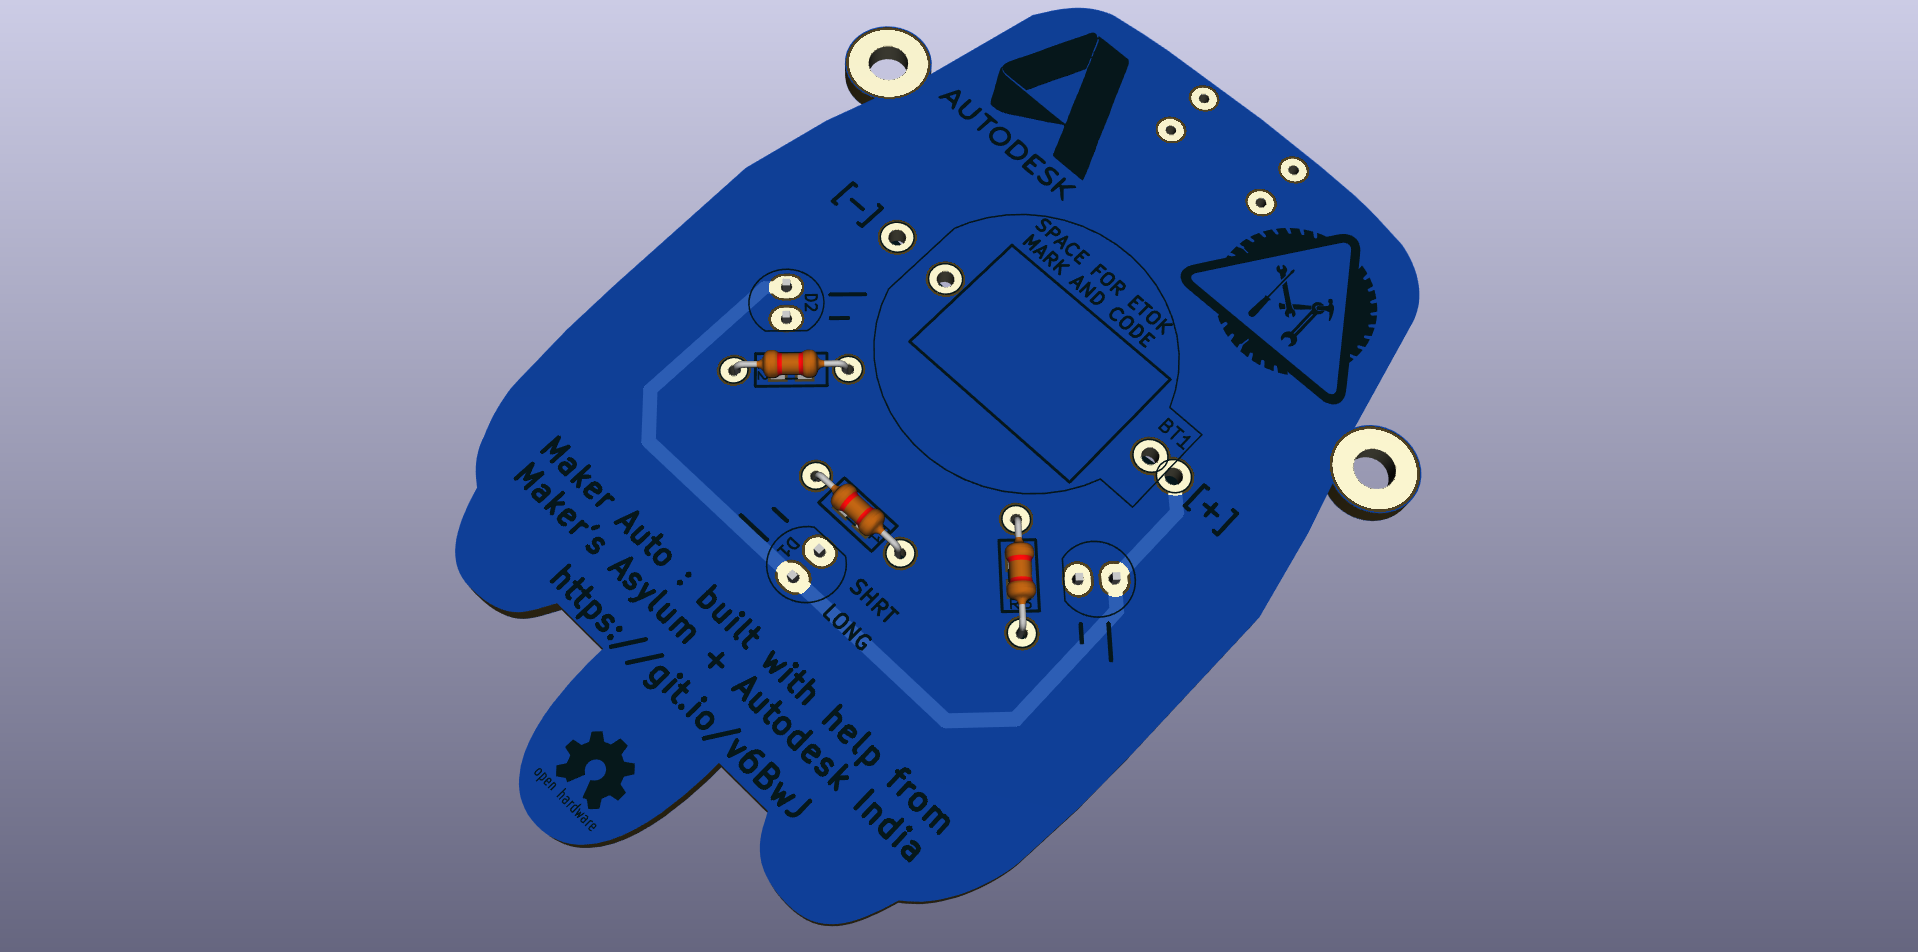 AUTODESK
[-]
SPACE FOR ETOK
MARK AND CODE
D2
BT1
[+]
D1
SHRT
LONG
Maker Auto : built with help from
Maker's Asylum + Autodesk India
https://git.io/v6BwJ
open hardware